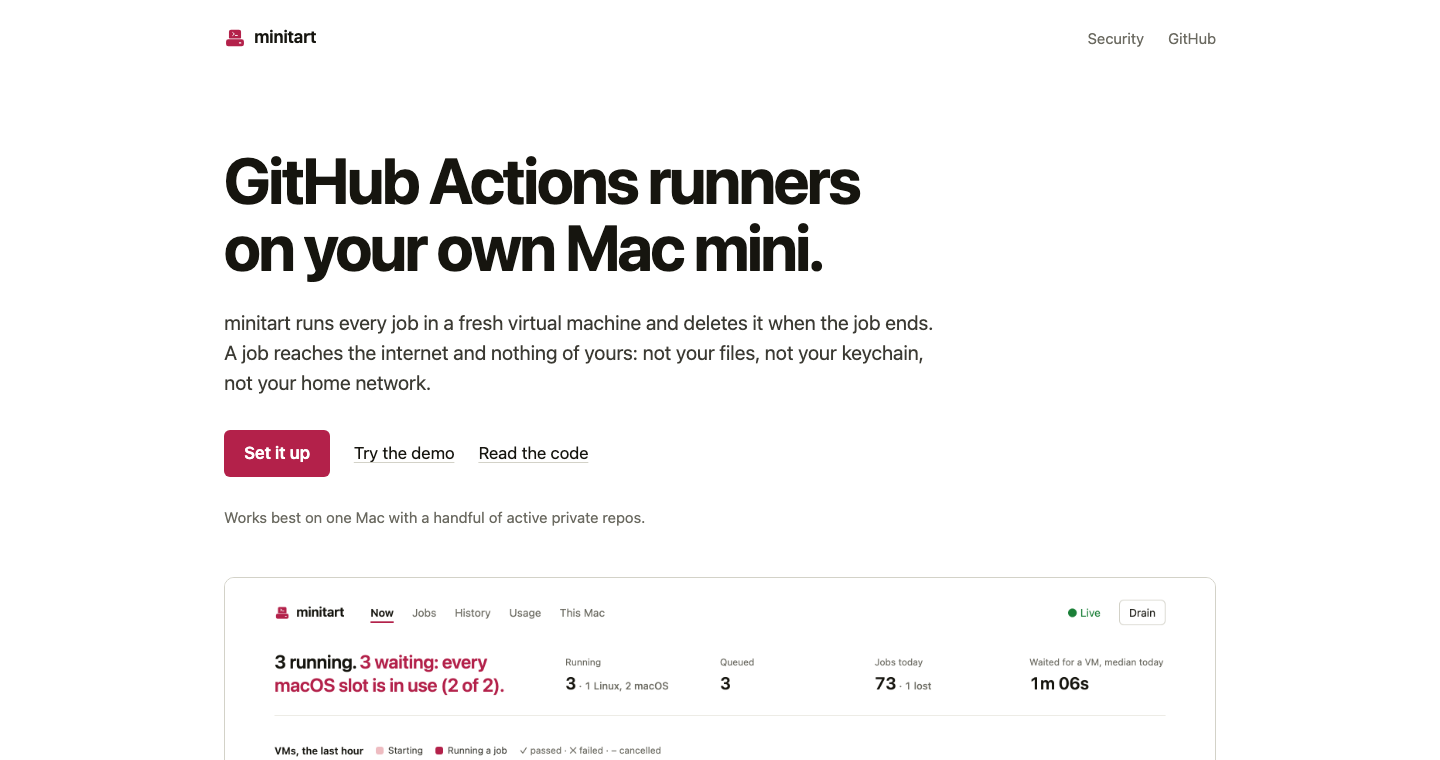 minitart
Security
GitHub
GitHub Actions runners
on your own Mac mini.
minitart runs every job in a fresh virtual machine and deletes it when the job ends.
A job reaches the internet and nothing of yours: not your files, not your keychain,
not your home network.
Set it up
Try the demo
Read the code
Works best on one Mac with a handful of active private repos.
minitart
Now
Jobs
History
Usage
This Mac
Live
Drain
3 running. 3 waiting: every
macOS slot is in use (2 of 2).
Running
3 · 1 Linux, 2 macOS
Queued
3
Jobs today
73 · 1 lost
Waited for a VM, median today
1m 06s
VMs, the last hour
Starting
Running a job
✓ passed · ✕ failed · – cancelled